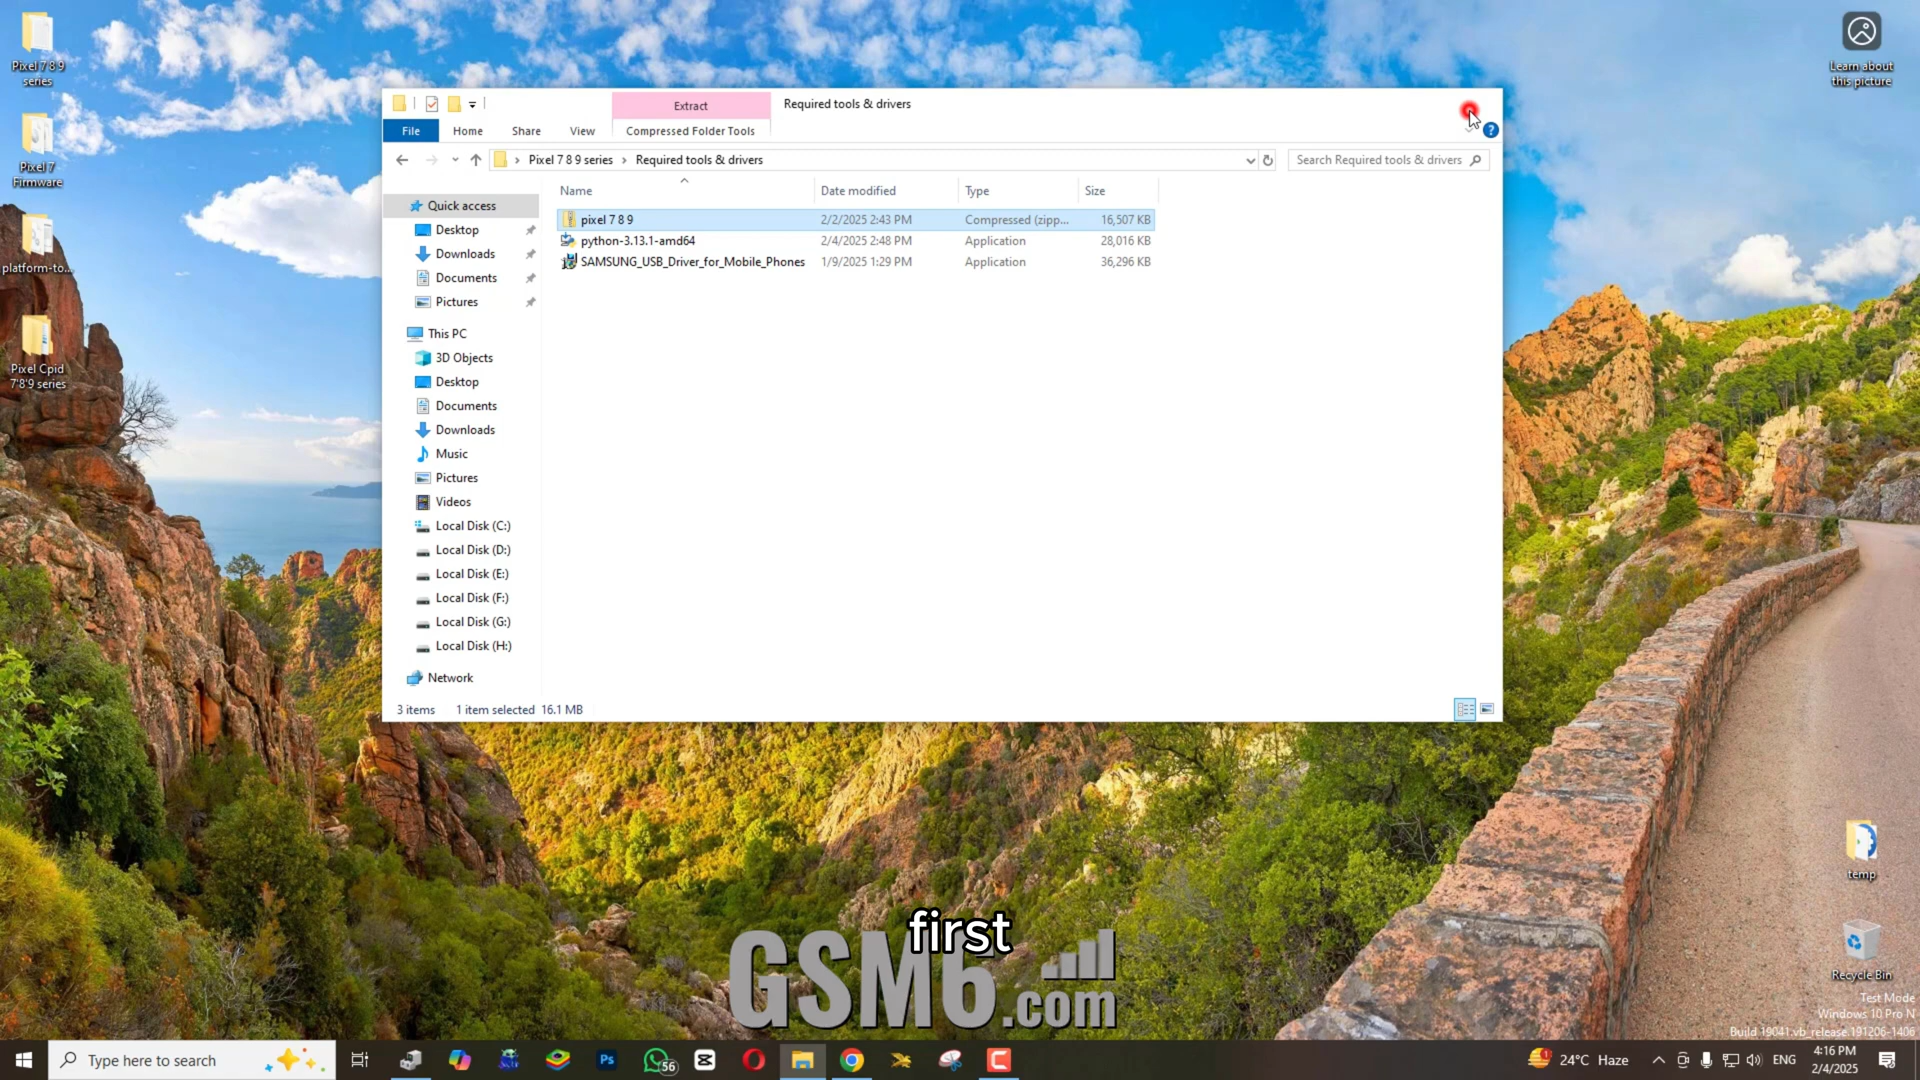 Pixel 7 8 9
series
Pixel 7
Firmware
platform-to...
Pixel Cpid
7'8'9 series
Learn about
this picture
Extract
Required tools & drivers
File
Home
Share
View
Compressed Folder Tools
Pixel 7 8 9 series
Required tools & drivers
Search Required tools & drivers
Name
Date modified
Type
Size
pixel 7 8 9
2/2/2025 2:43 PM
Compressed (zipp...
16,507 KB
python-3.13.1-amd64
2/4/2025 2:48 PM
Application
28,016 KB
SAMSUNG_USB_Driver_for_Mobile_Phones
1/9/2025 1:29 PM
Application
36,296 KB
Quick access
Desktop
Downloads
Documents
Pictures
This PC
3D Objects
Desktop
Documents
Downloads
Music
Pictures
Videos
Local Disk (C:)
Local Disk (D:)
Local Disk (E:)
Local Disk (F:)
Local Disk (G:)
Local Disk (H:)
Network
3 items
1 item selected 16.1 MB
temp
first
GSM6.com
Recycle Bin
Test Mode
Windows 10 Pro N
Build 19041.vb_release.191206-1406
Type here to search
Ps
56
1
24°C Haze
ENG
4:16 PM
2/4/2025